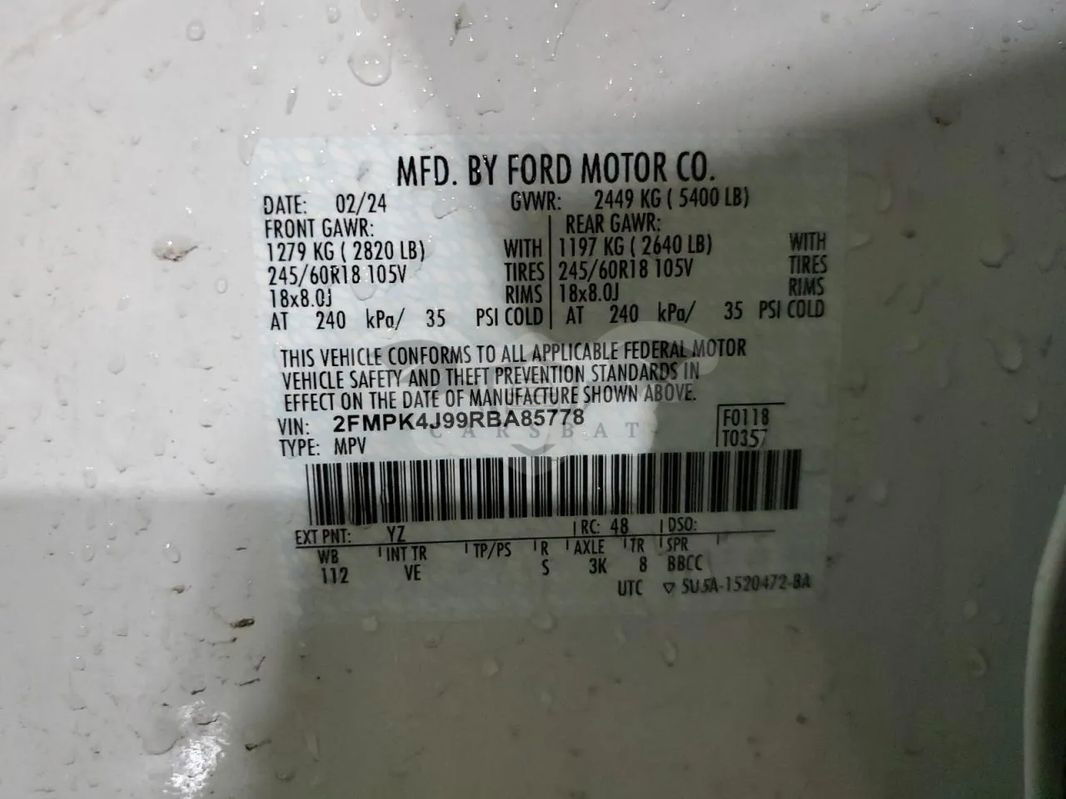 MFD. BY FORD MOTOR CO.
DATE: 02/24 GVWR: 2449 KG ( 5400 LB)
FRONT GAWR: REAR GAWR:
1279 KG ( 2820 LB) WITH 1197 KG ( 2640 LB) WITH
245/60R18 105V TIRES 245/60R18 105V TIRES
18x8.0J RIMS 18x8.0J RIMS
AT 240 kPa/ 35 PSI COLD AT 240 kPa/ 35 PSI COLD
THIS VEHICLE CONFORMS TO ALL APPLICABLE FEDERAL MOTOR
VEHICLE SAFETY AND THEFT PREVENTION STANDARDS IN
EFFECT ON THE DATE OF MANUFACTURE SHOWN ABOVE.
VIN: 2FMPK4J99RBA85778 F0118
CARSBAT
TYPE: MPV T0357
EXT PNT: YZ RC: 48 DSO:
WB INT TR TP/PS R AXLE TR SPR
112 VE S 3K 8 BBCC
UTC ▽ 5U5A-1520472-BA